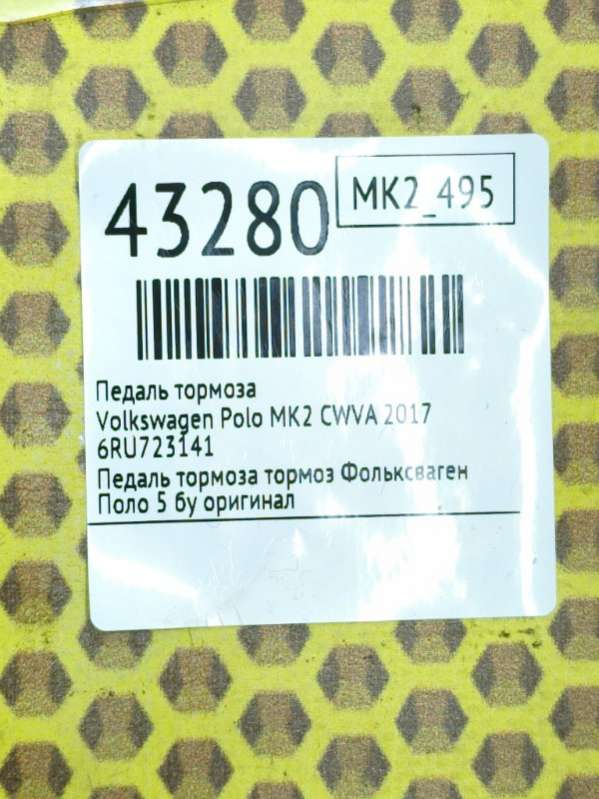 43280
MK2_495
Педаль тормоза
Volkswagen Polo MK2 CWVA 2017
6RU723141
Педаль тормоза тормоз Фольксваген
Поло 5 бу оригинал